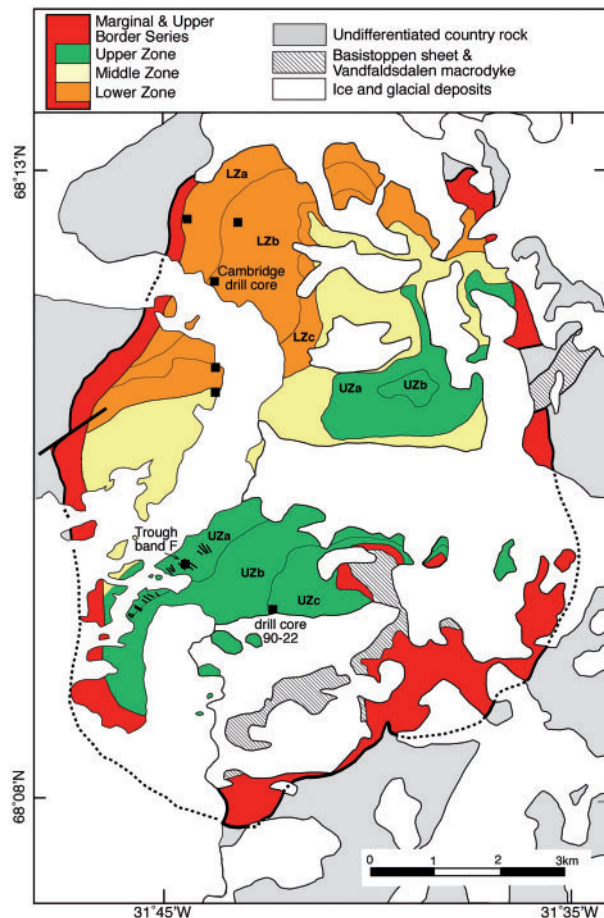 Marginal & Upper
Border Series
Upper Zone
Middle Zone
Lower Zone
Undifferentiated country rock
Basistoppen sheet &
Vandfaldsdalen macrodyke
Ice and glacial deposits
68°13'N
LZa
LZb
Cambridge
drill core
LZc
UZa
UZb
Trough
band F
UZa
UZb
UZc
drill core
90-22
68°08'N
0 1 2 3km
31°45'W
31°35'W